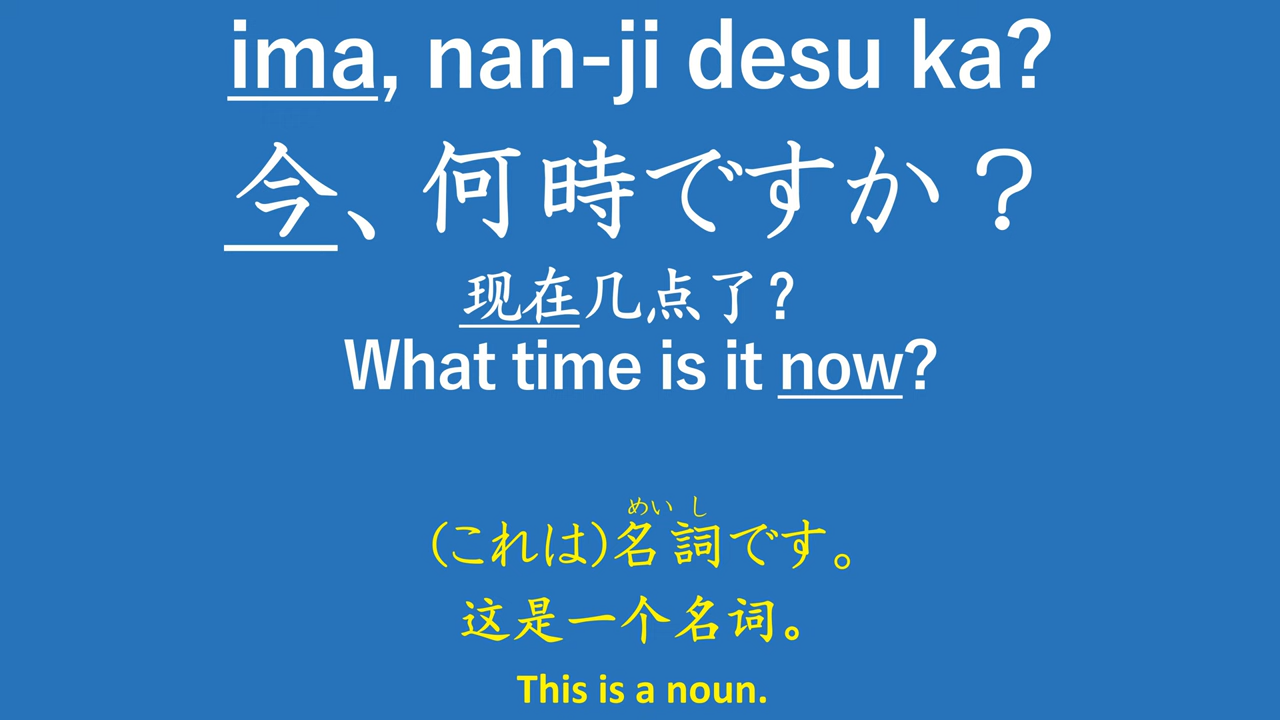 ima, nan-ji desu ka?
今、何時ですか？
现在几点了？
What time is it now?
めい し
(これは)名詞です。
这是一个名词。
This is a noun.